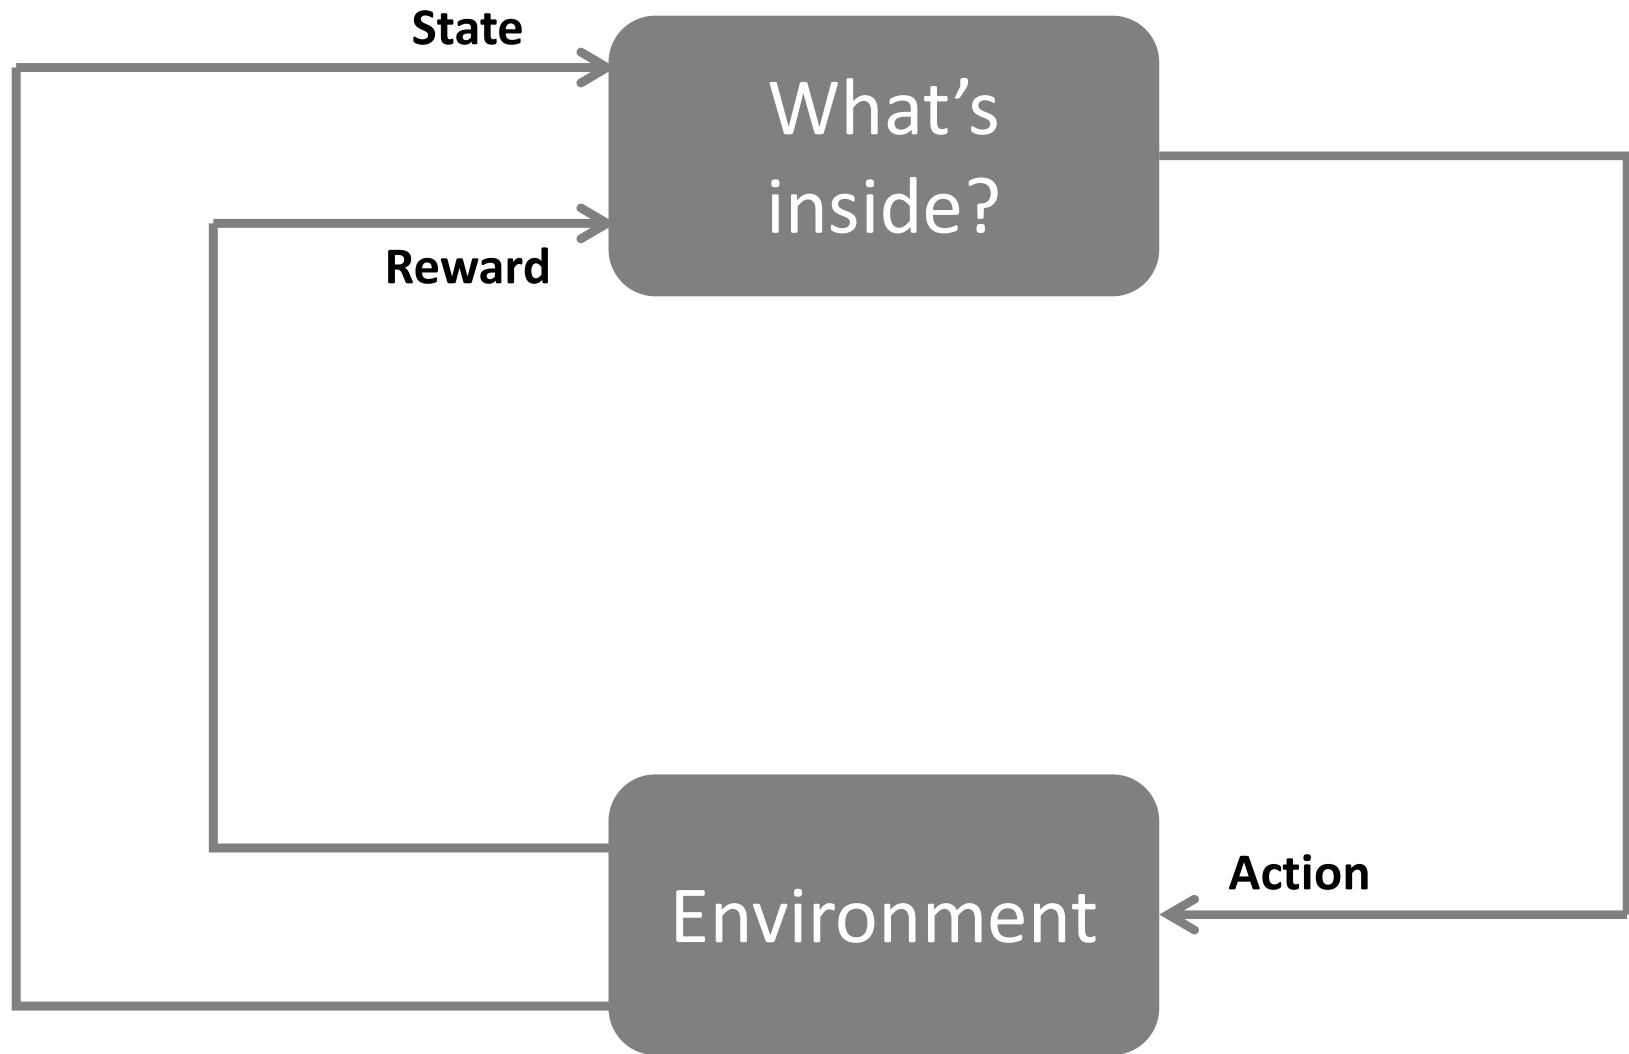 State
What’s
inside?
Reward
Action
Environment